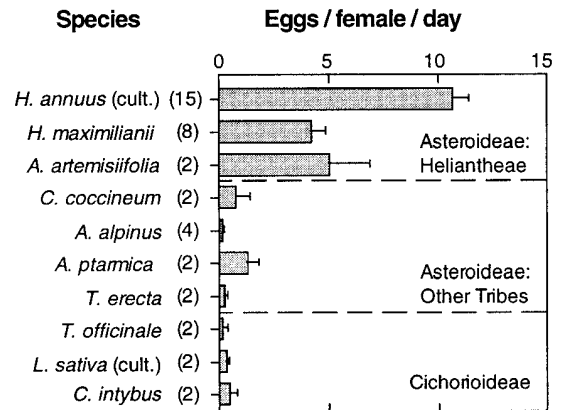 Species Eggs / female / day
0 5 10 15
H. annuus (cult.) (15)
H. maximilianii (8)
A. artemisiifolia (2)
Asteroideae:
Heliantheae
C. coccineum (2)
A. alpinus (4)
A. ptarmica (2)
T. erecta (2)
Asteroideae:
Other Tribes
T. officinale (2)
L. sativa (cult.) (2)
C. intybus (2)
Cichorioideae